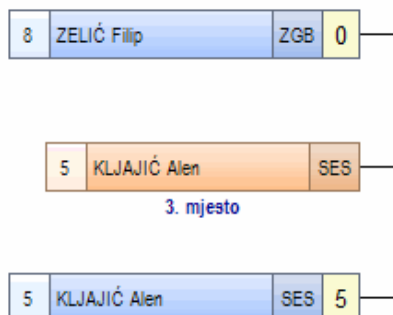 8 ZELIĆ Filip ZGB 0
5 KLJAJIĆ Alen SES
3. mjesto
5 KLJAJIĆ Alen SES 5